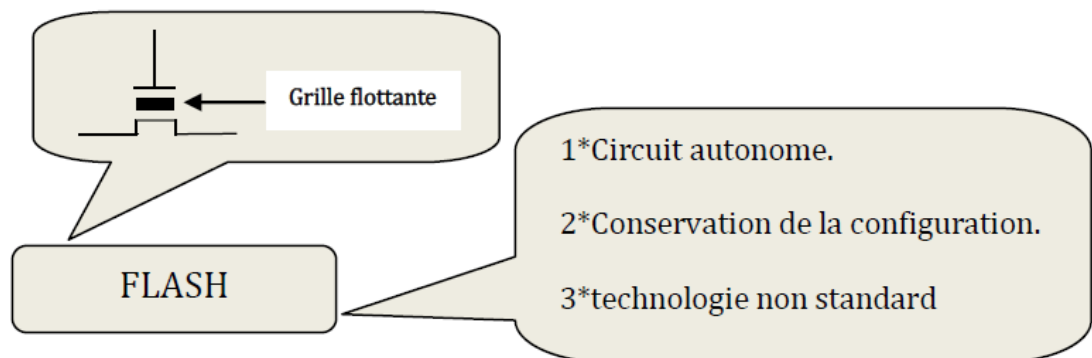 Grille flottante
1*Circuit autonome.
2*Conservation de la configuration.
3*technologie non standard
FLASH